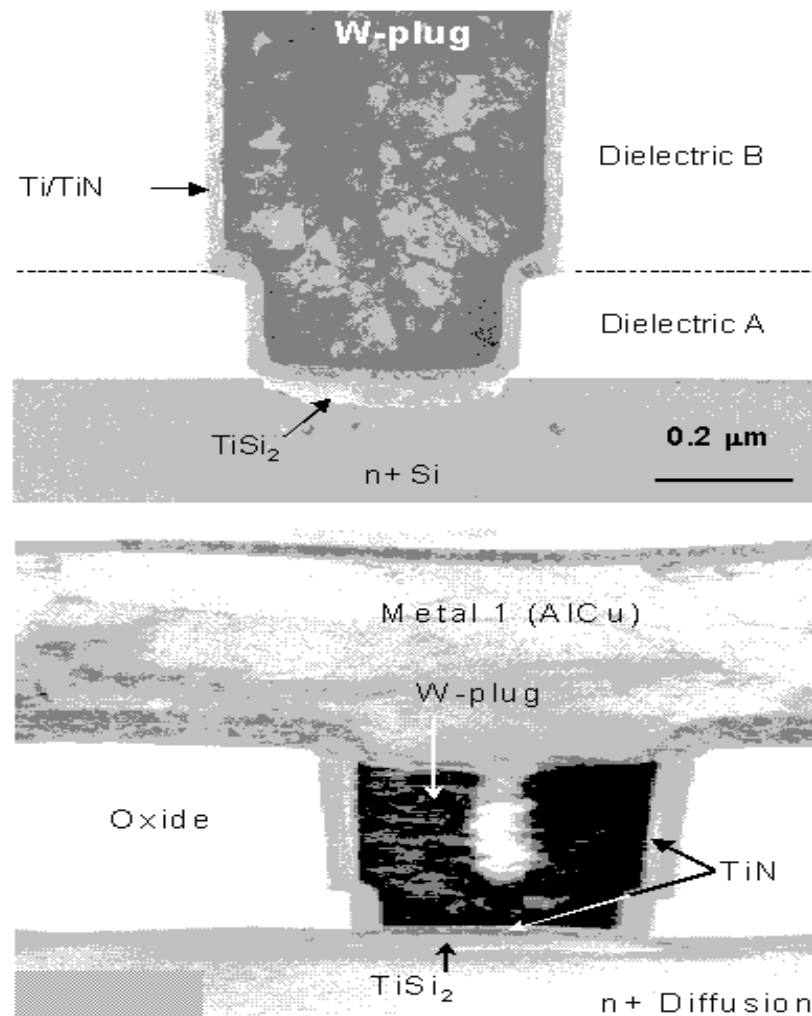 W-plug
Dielectric B
Ti/TiN
Dielectric A
TiSi₂
0.2 µm
n+ Si
Metal 1 (AlCu)
W-plug
Oxide
TiN
TiSi₂
n+ Diffusion